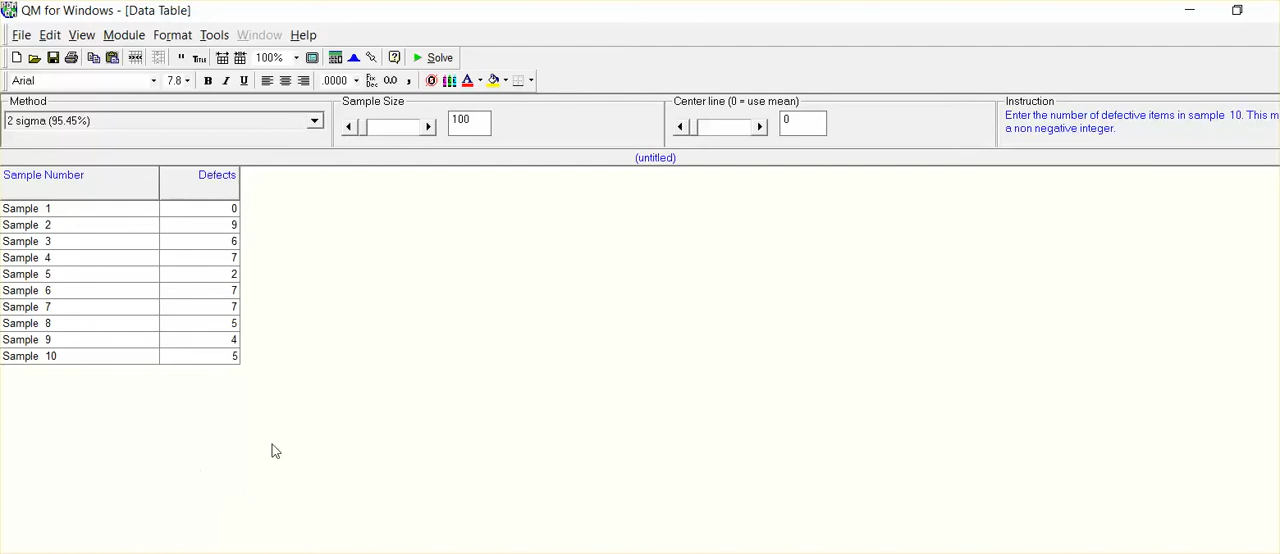 QM for Windows - [Data Table]
File Edit View Module Format Tools Window Help
100% Solve
Arial 7.8 B I U .0000 Fix Dec 0.0 ,
Method Sample Size Center line (0 = use mean) Instruction
2 sigma (95.45%) 100 0 Enter the number of defective items in sample 10. This m
a non negative integer.
(untitled)
Sample Number Defects
Sample 1 0
Sample 2 9
Sample 3 6
Sample 4 7
Sample 5 2
Sample 6 7
Sample 7 7
Sample 8 5
Sample 9 4
Sample 10 5